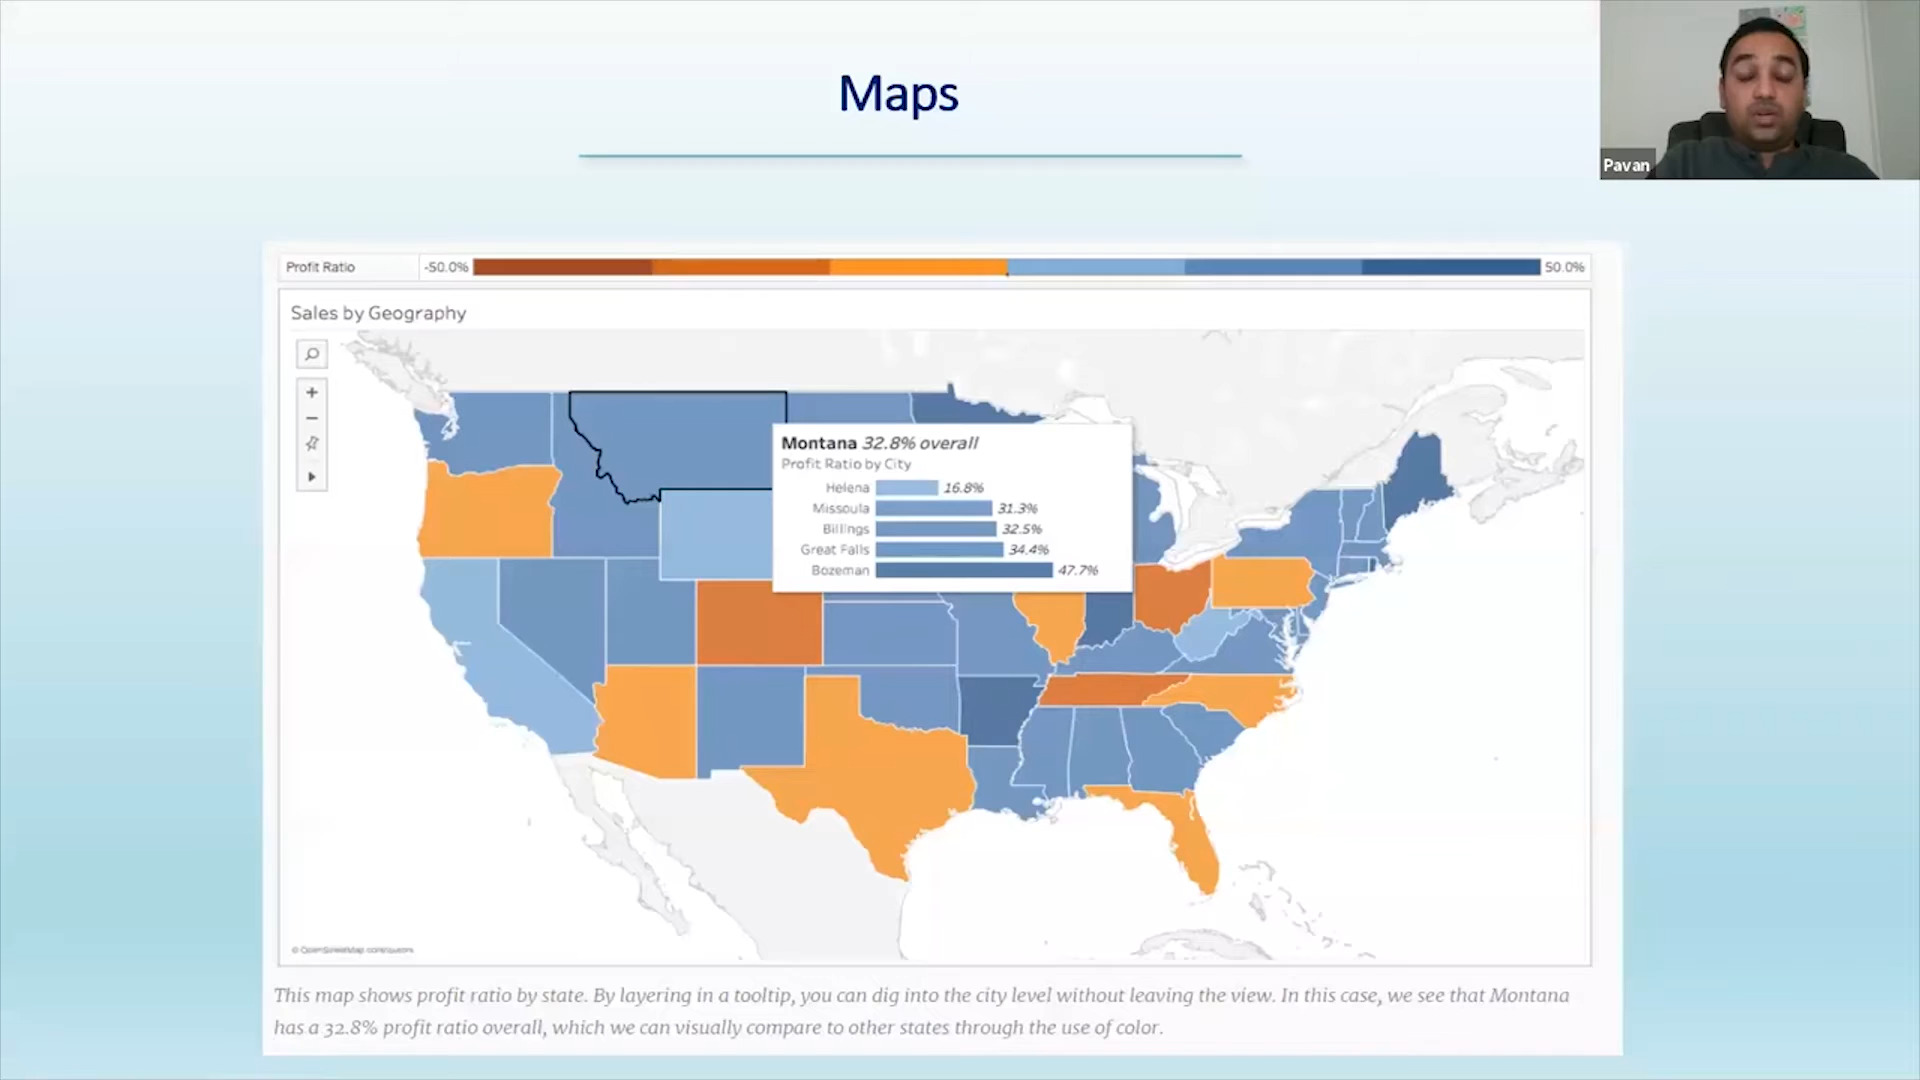 Maps
Pavan
Profit Ratio
-50.0%
50.0%
Sales by Geography
Montana 32.8% overall
Profit Ratio by City
Helena 16.8%
Missoula 31.3%
Billings 32.5%
Great Falls 34.4%
Bozeman 47.7%
© OpenStreetMap contributors
This map shows profit ratio by state. By layering in a tooltip, you can dig into the city level without leaving the view. In this case, we see that Montana
has a 32.8% profit ratio overall, which we can visually compare to other states through the use of color.